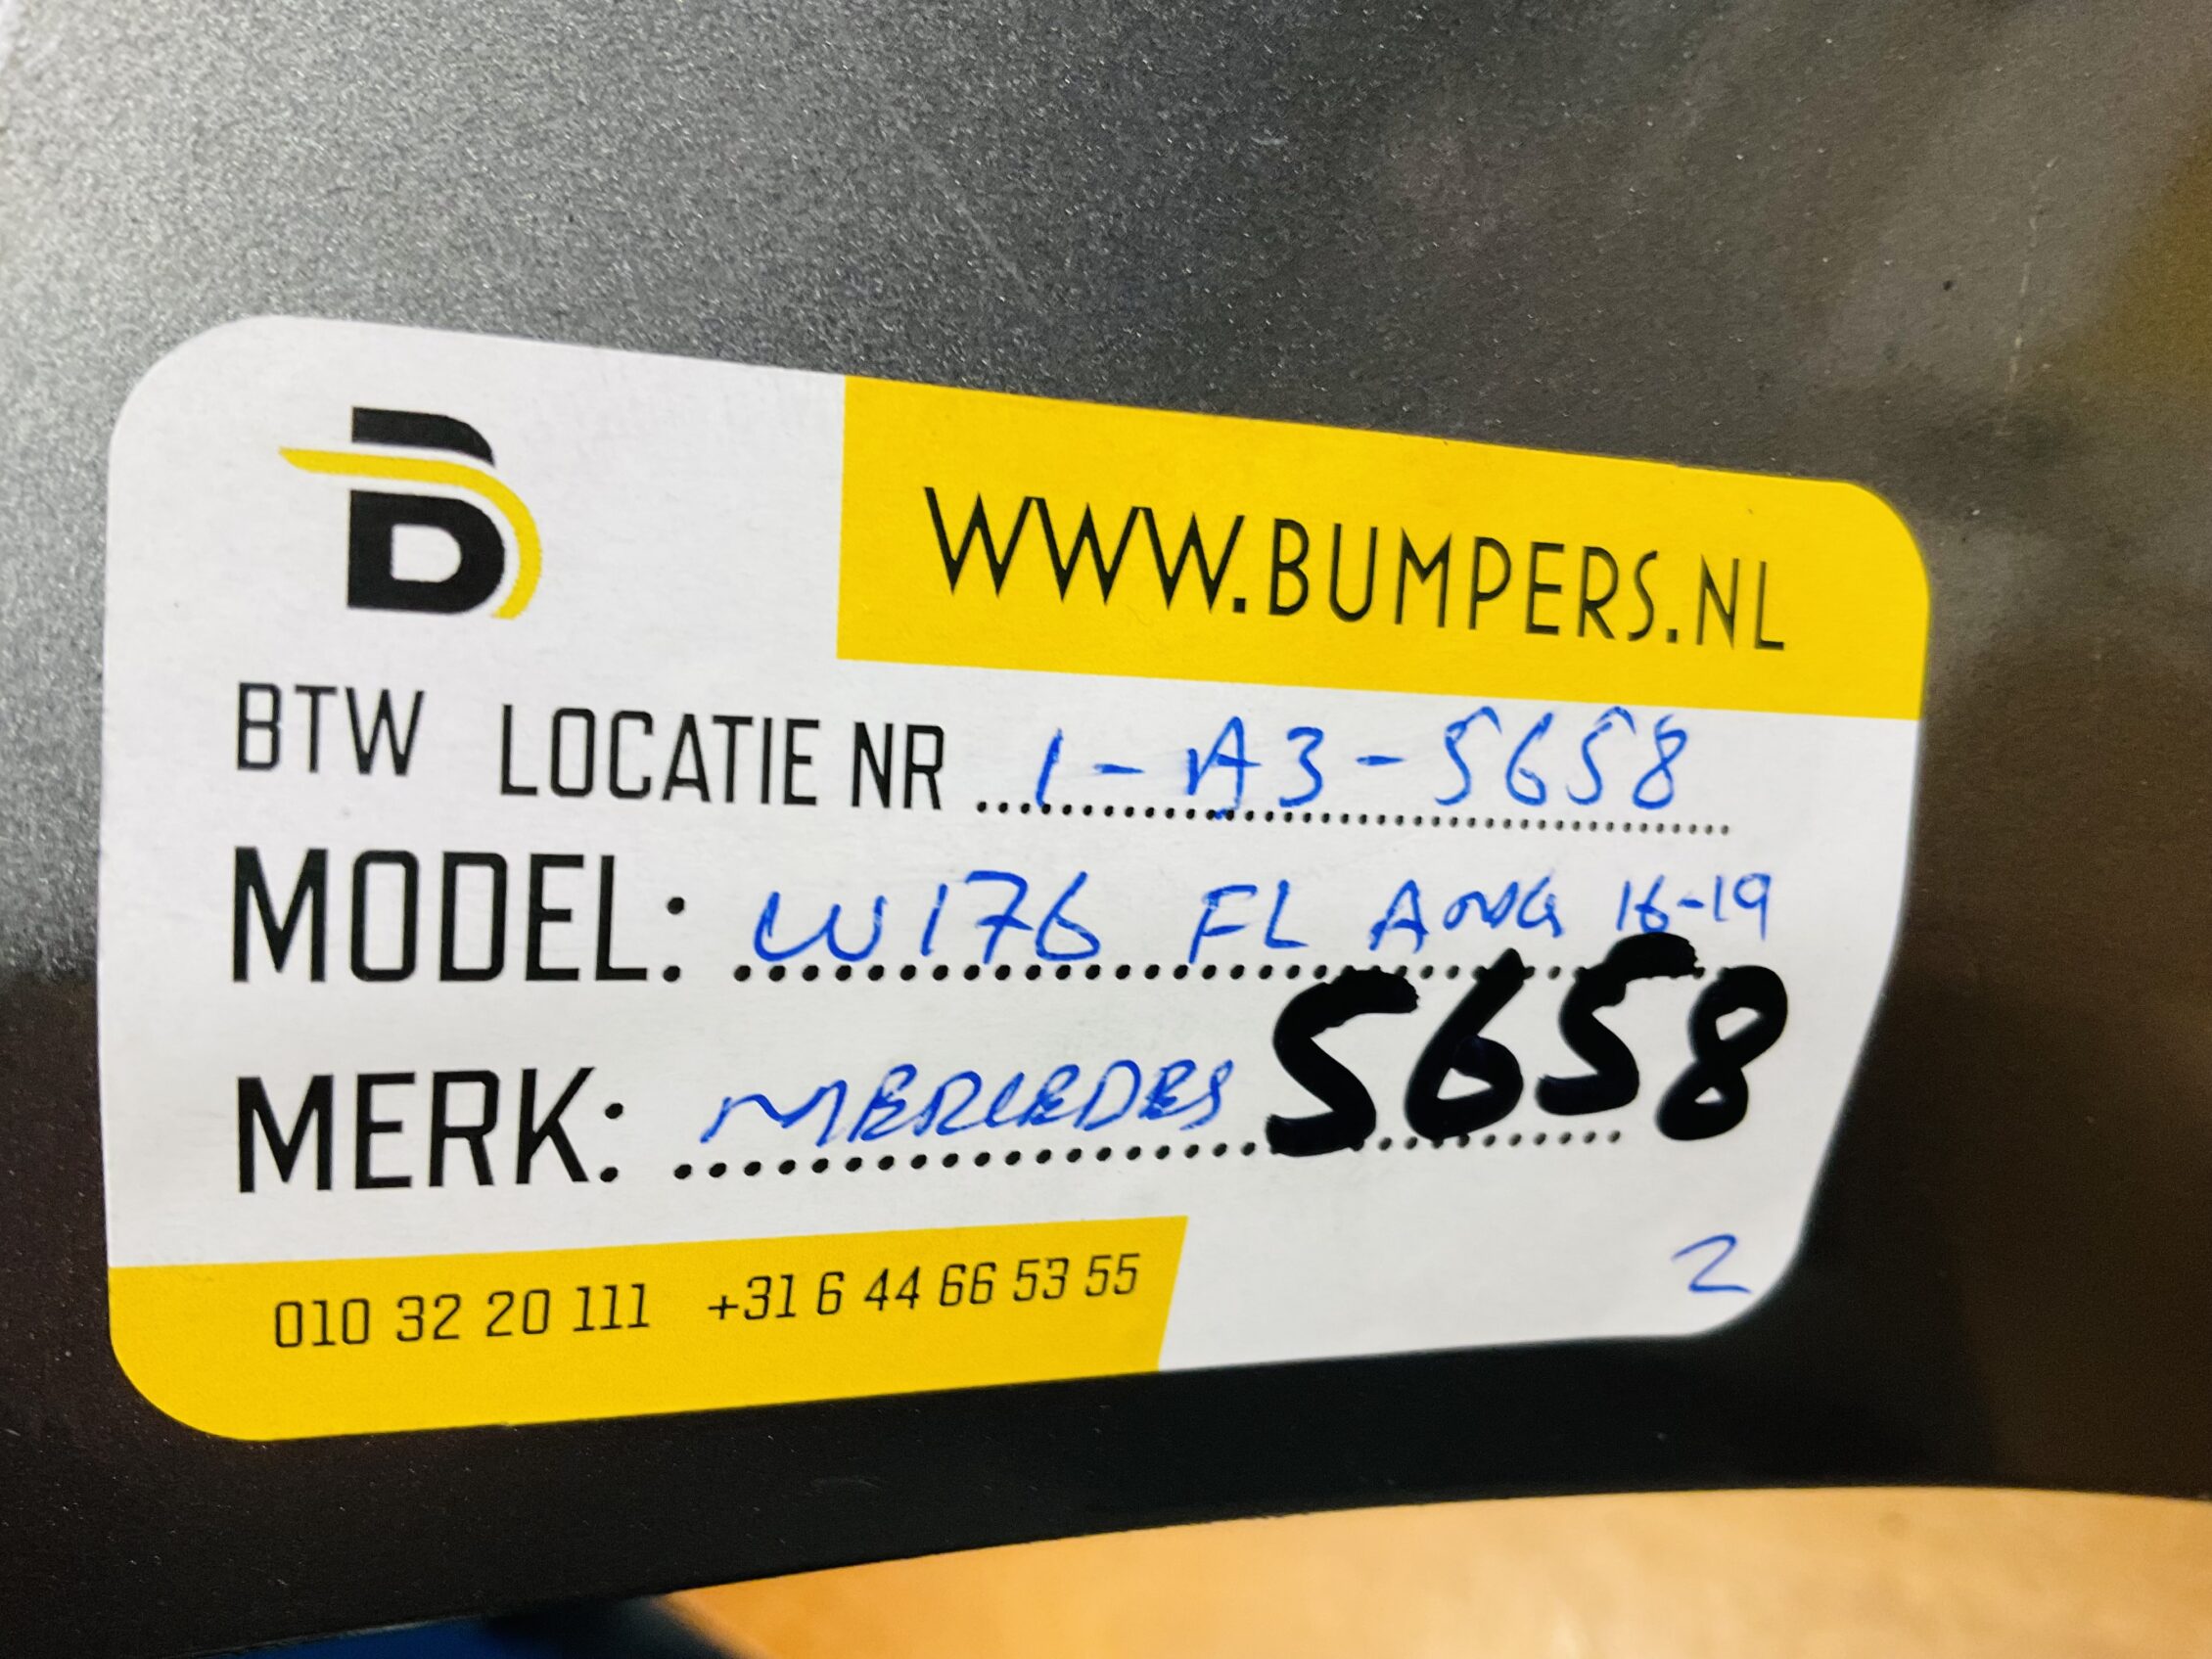 B
WWW.BUMPERS.NL
BTW LOCATIE NR 1-A3-5658
MODEL: W176 FL AMG 16-19
MERK: MERCEDES 5658
2
010 32 20 111 +31 6 44 66 53 55